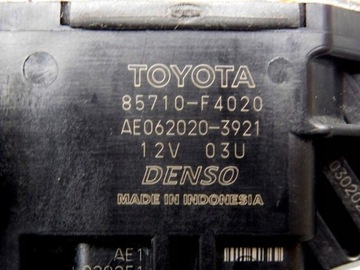 TOYOTA
85710-F4020
AE062020-3921
12V 03U
DENSO
MADE IN INDONESIA
AE1